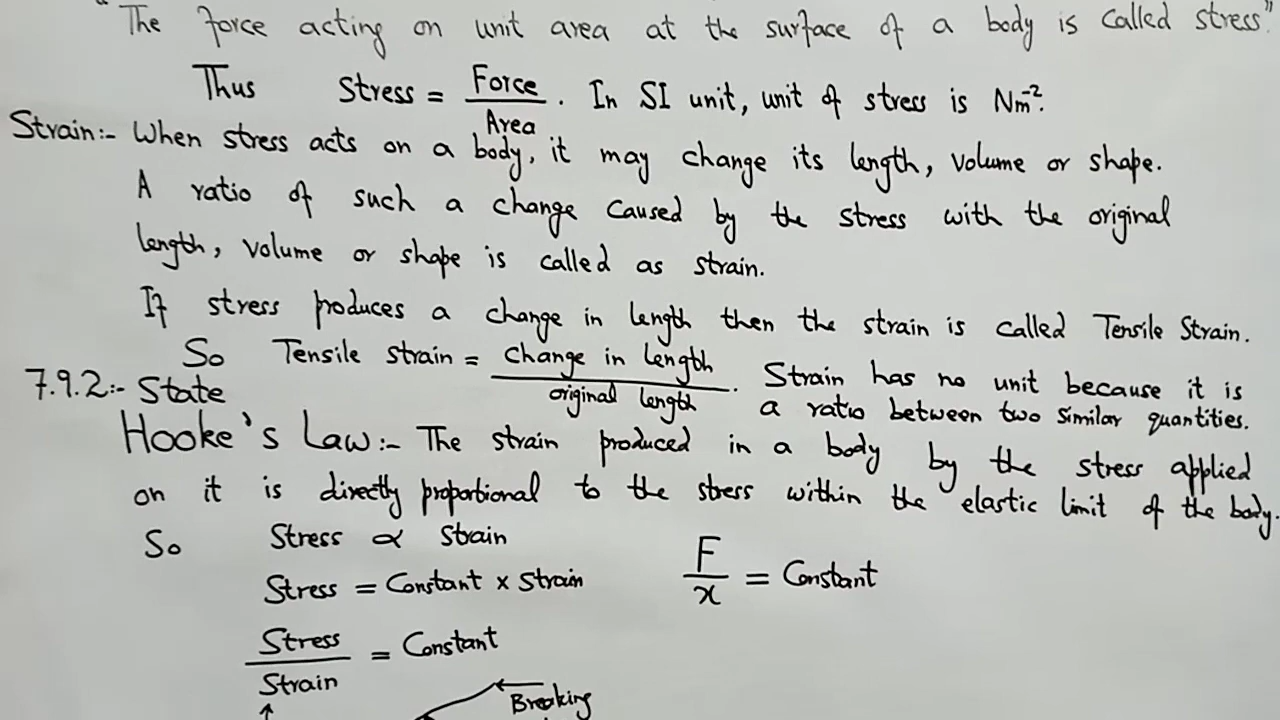 "The force acting on unit area at the surface of a body is called stress"
Thus Stress = Force / Area . In SI unit, unit of stress is Nm⁻².
Strain:- When stress acts on a body, it may change its length, volume or shape.
A ratio of such a change caused by the stress with the original
length, volume or shape is called as strain.
If stress produces a change in length then the strain is called Tensile Strain.
So Tensile strain = change in length / original length . Strain has no unit because it is
a ratio between two similar quantities.
7.9.2:- State
Hooke's Law:- The strain produced in a body by the stress applied
on it is directly proportional to the stress within the elastic limit of the body.
So Stress ∝ Strain
Stress = Constant × Strain
F / x = Constant
Stress / Strain = Constant
Breaking